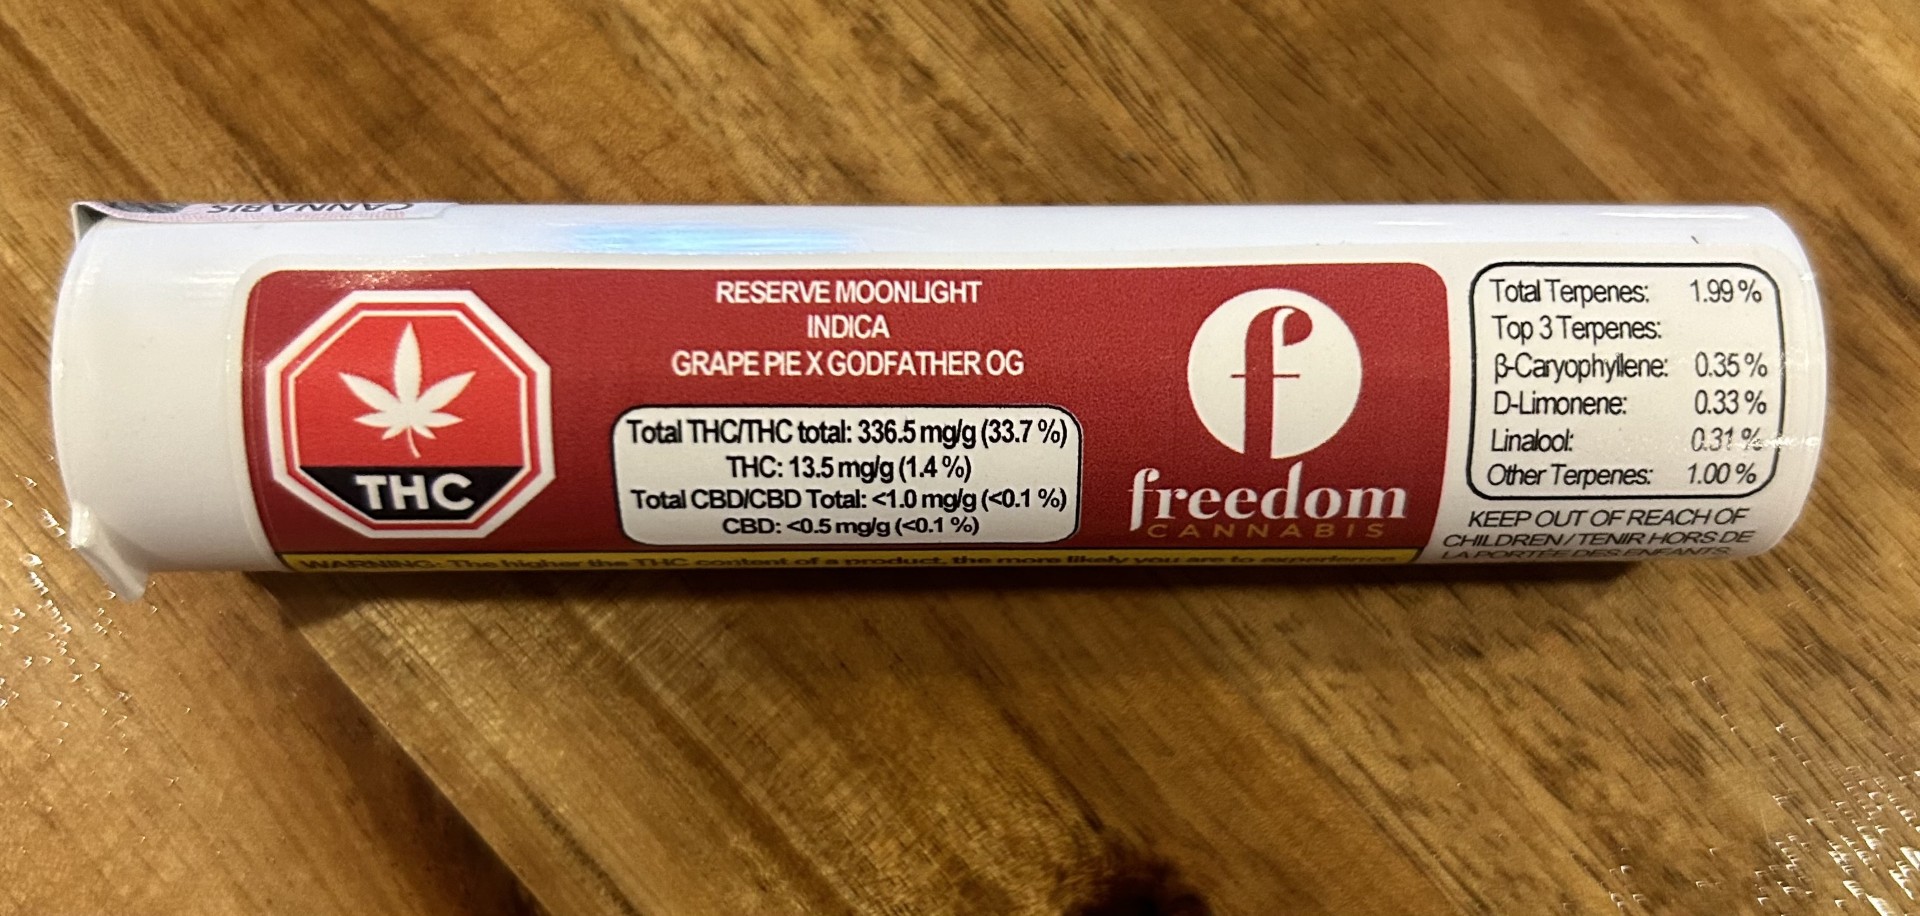 CANNABIS
THC
RESERVE MOONLIGHT
INDICA
GRAPE PIE X GODFATHER OG
Total THC/THC total: 336.5 mg/g (33.7 %)
THC: 13.5 mg/g (1.4 %)
Total CBD/CBD Total: <1.0 mg/g (<0.1 %)
CBD: <0.5 mg/g (<0.1 %)
f
freedom
CANNABIS
WARNING: The higher the THC content of a product, the more likely you are to experience
Total Terpenes: 1.99 %
Top 3 Terpenes:
β-Caryophyllene: 0.35 %
D-Limonene: 0.33 %
Linalool: 0.31 %
Other Terpenes: 1.00 %
KEEP OUT OF REACH OF
CHILDREN / TENIR HORS DE
LA PORTÉE DES ENFANTS